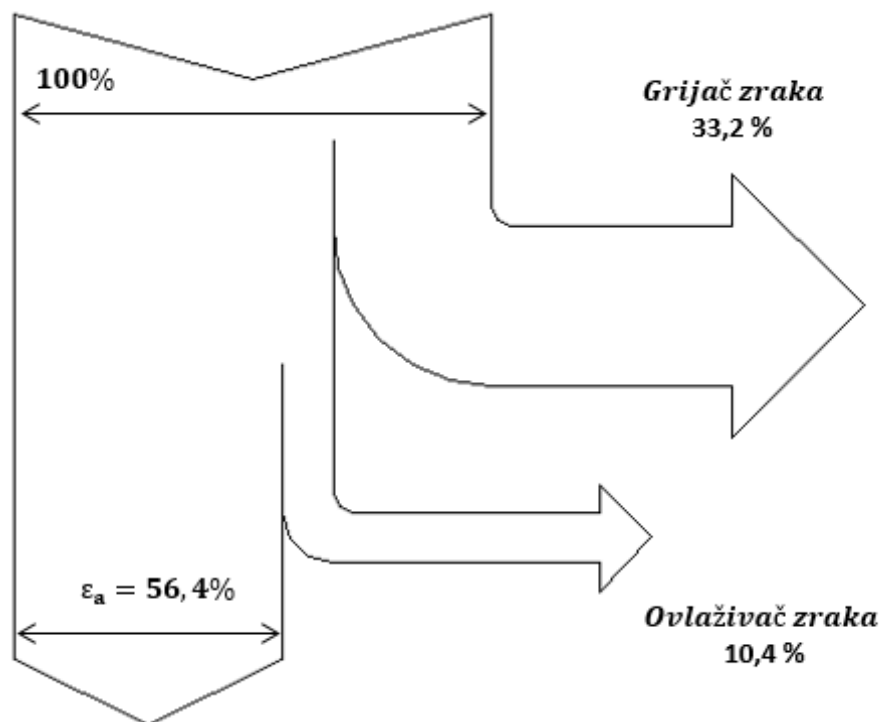 100%
Grijač zraka
33,2 %
εa = 56,4%
Ovlaživač zraka
10,4 %